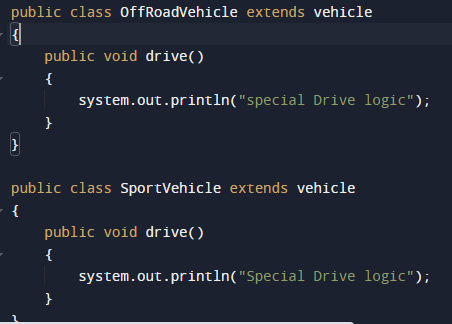 public class OffRoadVehicle extends vehicle
{
public void drive()
{
system.out.println("special Drive logic");
}
}
public class SportVehicle extends vehicle
{
public void drive()
{
system.out.println("Special Drive logic");
}
}